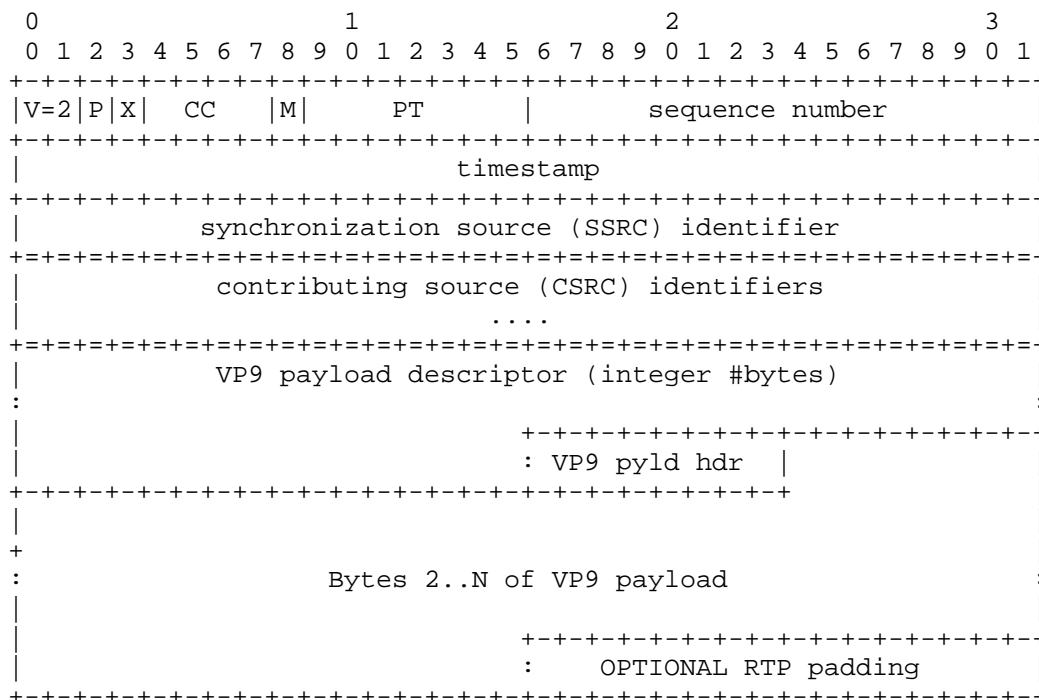 0                   1                   2                   3
0 1 2 3 4 5 6 7 8 9 0 1 2 3 4 5 6 7 8 9 0 1 2 3 4 5 6 7 8 9 0 1
+-+-+-+-+-+-+-+-+-+-+-+-+-+-+-+-+-+-+-+-+-+-+-+-+-+-+-+-+-+-+-+-
|V=2|P|X|  CC   |M|     PT      |       sequence number
+-+-+-+-+-+-+-+-+-+-+-+-+-+-+-+-+-+-+-+-+-+-+-+-+-+-+-+-+-+-+-+-
|                           timestamp
+-+-+-+-+-+-+-+-+-+-+-+-+-+-+-+-+-+-+-+-+-+-+-+-+-+-+-+-+-+-+-+-
|           synchronization source (SSRC) identifier
+=+=+=+=+=+=+=+=+=+=+=+=+=+=+=+=+=+=+=+=+=+=+=+=+=+=+=+=+=+=+=+=
|            contributing source (CSRC) identifiers
|                             ....
+=+=+=+=+=+=+=+=+=+=+=+=+=+=+=+=+=+=+=+=+=+=+=+=+=+=+=+=+=+=+=+=
|            VP9 payload descriptor (integer #bytes)
:                                                               :
|                               +-+-+-+-+-+-+-+-+-+-+-+-+-+-+-+-
|                               : VP9 pyld hdr  |
+-+-+-+-+-+-+-+-+-+-+-+-+-+-+-+-+-+-+-+-+-+-+-+-+
|
+
:                   Bytes 2..N of VP9 payload                   :
|
|                               +-+-+-+-+-+-+-+-+-+-+-+-+-+-+-+-
|                               :    OPTIONAL RTP padding
+-+-+-+-+-+-+-+-+-+-+-+-+-+-+-+-+-+-+-+-+-+-+-+-+-+-+-+-+-+-+-+-